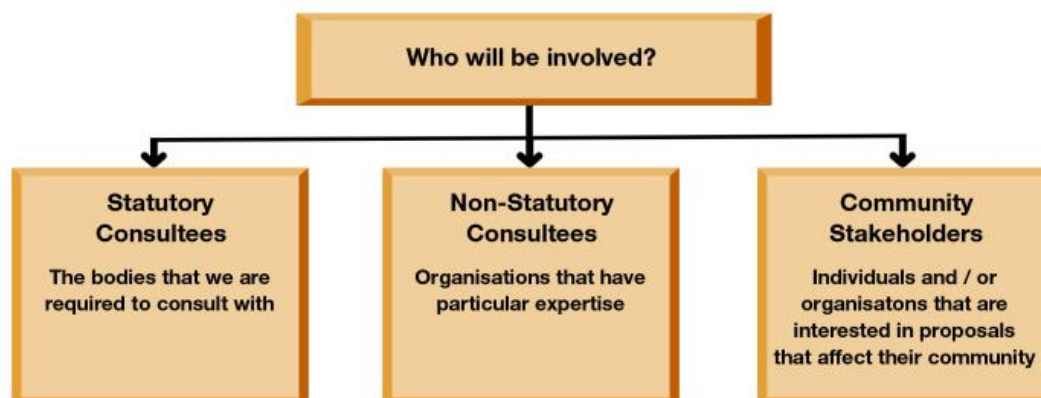 Who will be involved?
Statutory
Consultees
The bodies that we are
required to consult with
Non-Statutory
Consultees
Organisations that have
particular expertise
Community
Stakeholders
Individuals and / or
organisatons that are
interested in proposals
that affect their community